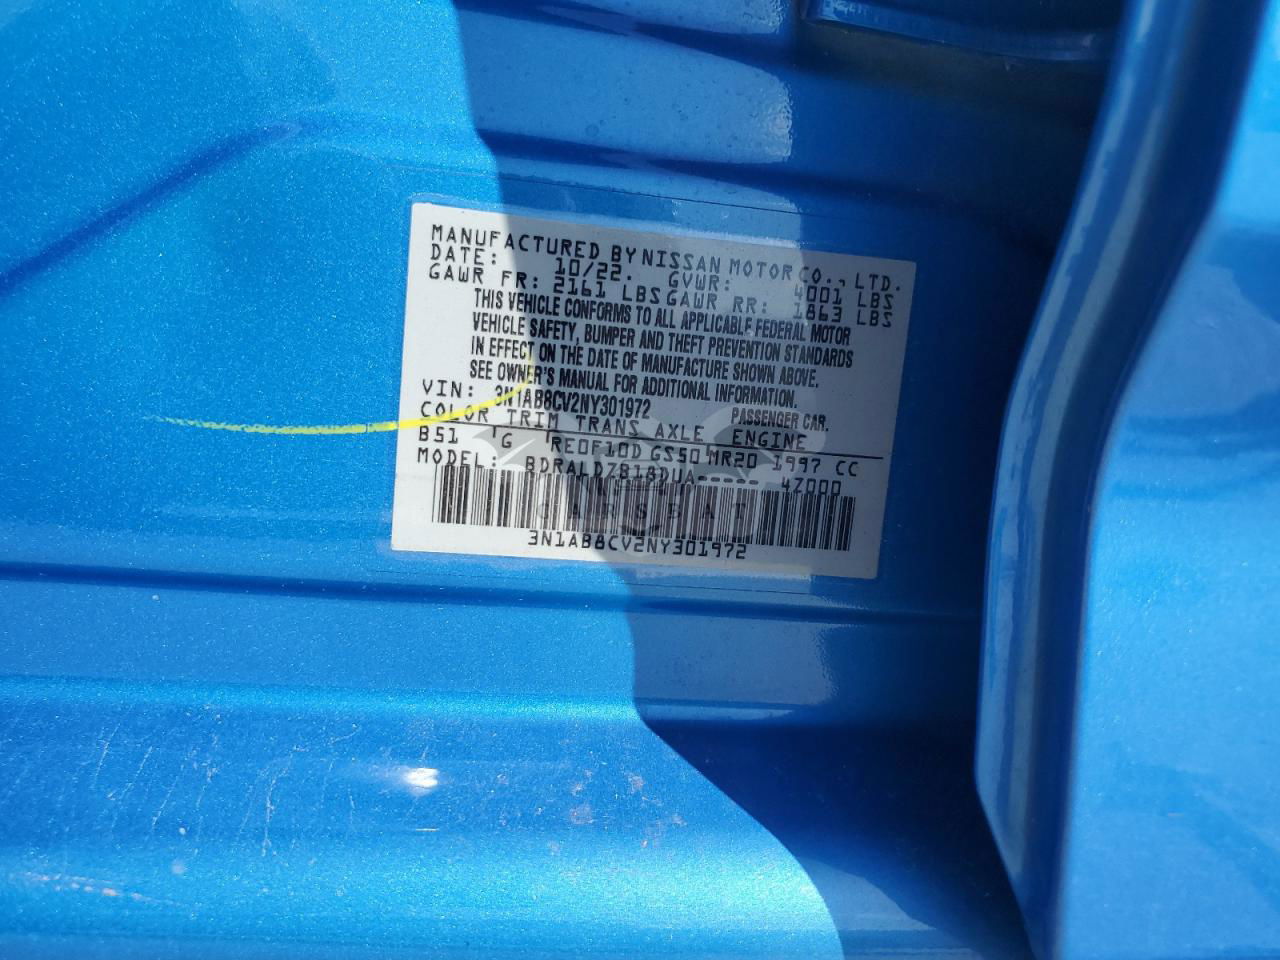 MANUFACTURED BY NISSAN MOTOR CO., LTD.
DATE: 10/22. GVWR: 4001 LBS
GAWR FR: 2161 LBS GAWR RR: 1863 LBS
THIS VEHICLE CONFORMS TO ALL APPLICABLE FEDERAL MOTOR
VEHICLE SAFETY, BUMPER AND THEFT PREVENTION STANDARDS
IN EFFECT ON THE DATE OF MANUFACTURE SHOWN ABOVE.
SEE OWNER'S MANUAL FOR ADDITIONAL INFORMATION.
VIN: 3N1AB8CV2NY301972 PASSENGER CAR.
COLOR TRIM TRANS AXLE ENGINE
B51 G RE0F10D GS50 MR20 1997 CC
MODEL: BDRALDZB18DUA----- 4Z000
CARSBAT
3N1AB8CV2NY301972